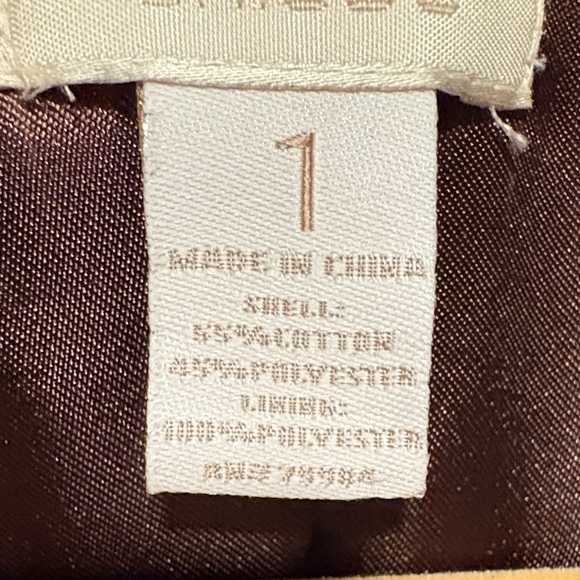 1
MADE IN CHINA
SHELL:
55%COTTON
45%POLYESTER
LINING:
100%POLYESTER